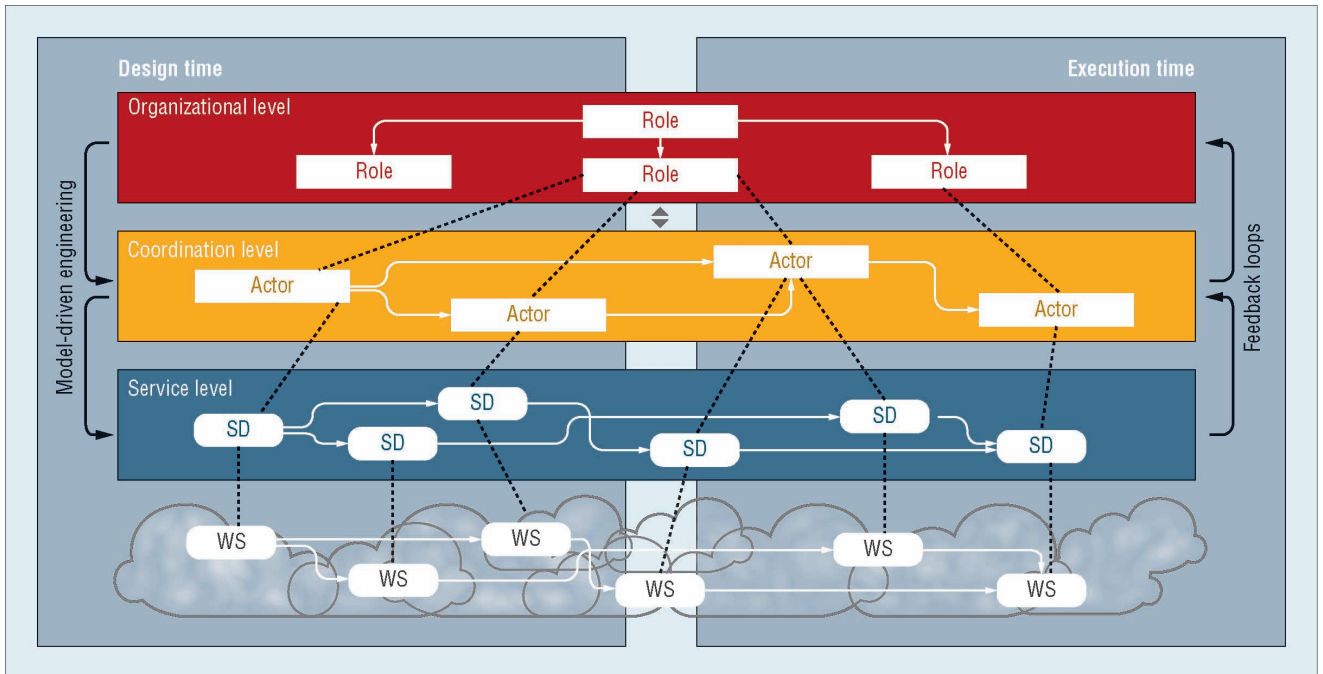 Design time
Execution time
Organizational level
Role
Role
Role
Role
Model-driven engineering
Feedback loops
Coordination level
Actor
Actor
Actor
Actor
Service level
SD
SD
SD
SD
SD
SD
WS
WS
WS
WS
WS
WS